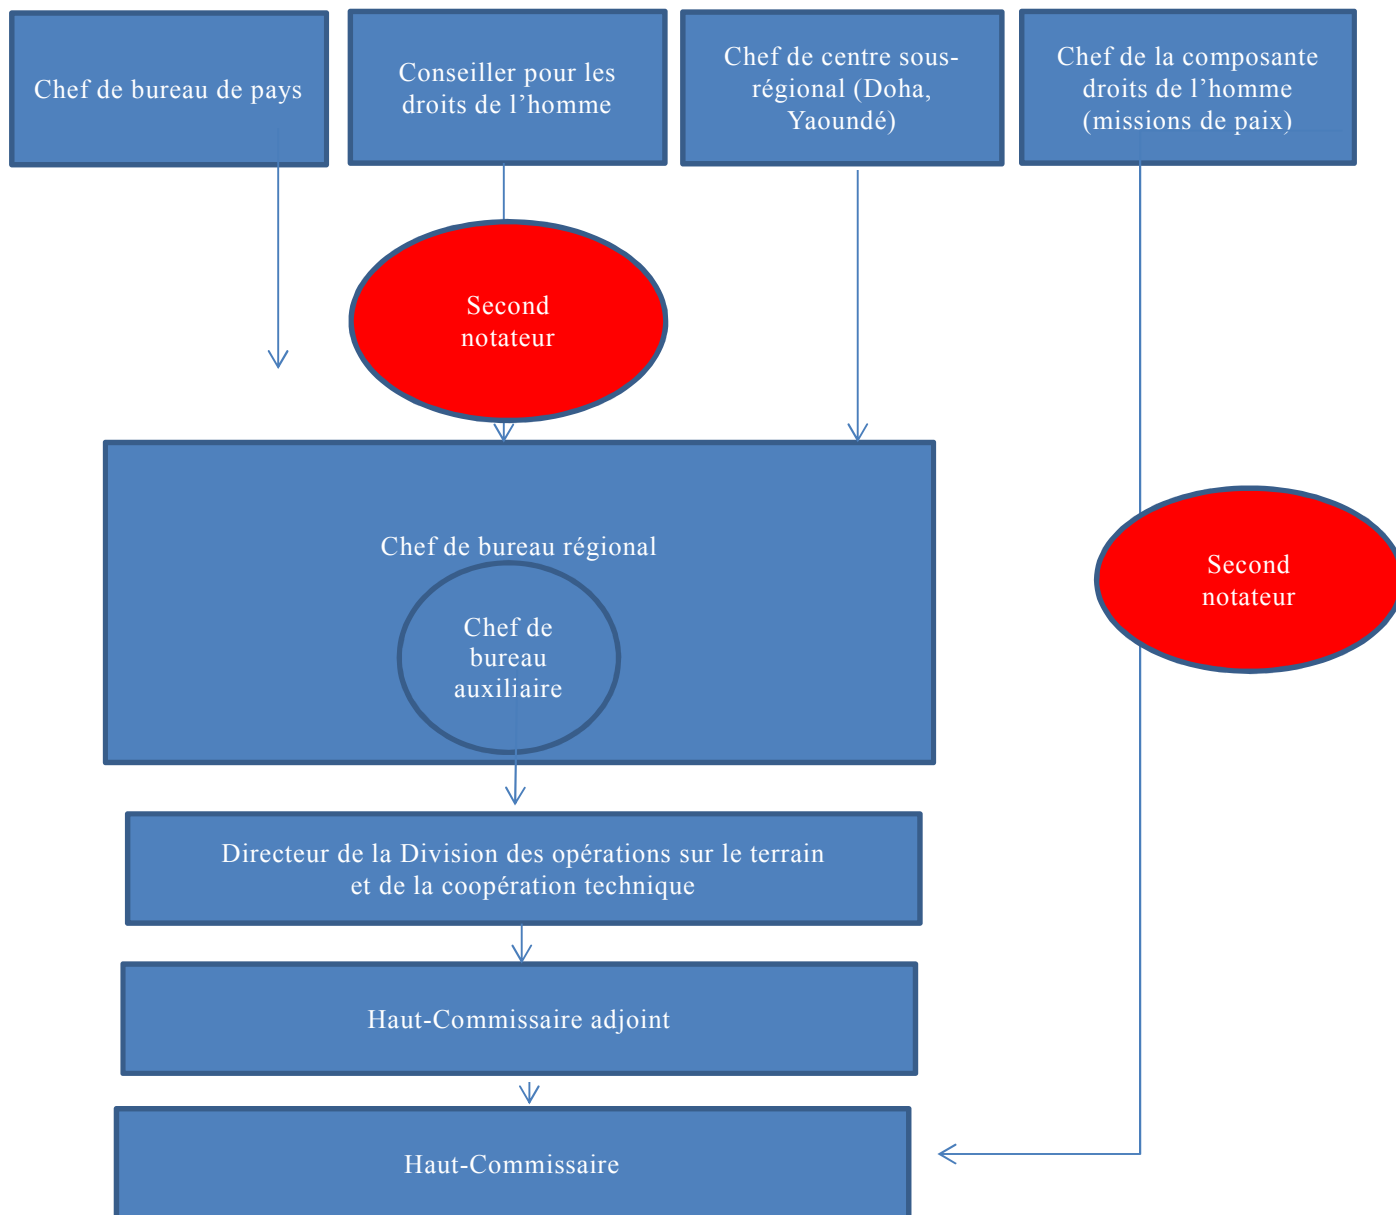 Chef de bureau de pays
Conseiller pour les
droits de l’homme
Chef de centre sous-
régional (Doha,
Yaoundé)
Chef de la composante
droits de l’homme
(missions de paix)
Second
notateur
Chef de bureau régional
Second
notateur
Chef de
bureau
auxiliaire
Directeur de la Division des opérations sur le terrain
et de la coopération technique
Haut-Commissaire adjoint
Haut-Commissaire